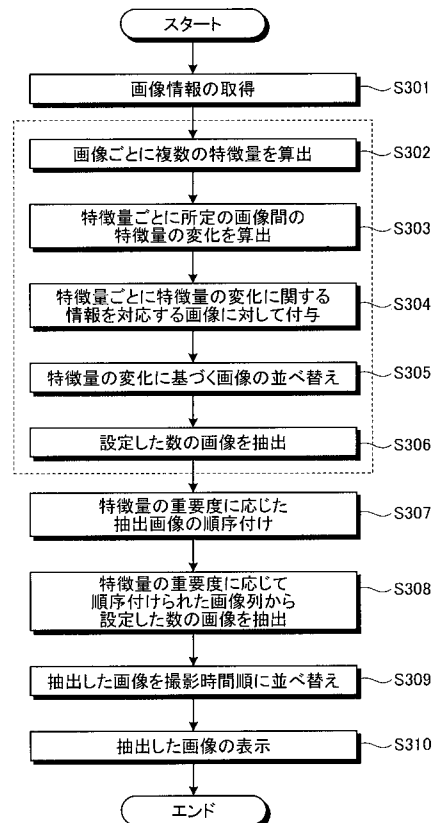 スタート
画像情報の取得
S301
画像ごとに複数の特徴量を算出
S302
特徴量ごとに所定の画像間の
特徴量の変化を算出
S303
特徴量ごとに特徴量の変化に関する
情報を対応する画像に対して付与
S304
特徴量の変化に基づく画像の並べ替え
S305
設定した数の画像を抽出
S306
特徴量の重要度に応じた
抽出画像の順序付け
S307
特徴量の重要度に応じて
順序付けられた画像列から
設定した数の画像を抽出
S308
抽出した画像を撮影時間順に並べ替え
S309
抽出した画像の表示
S310
エンド